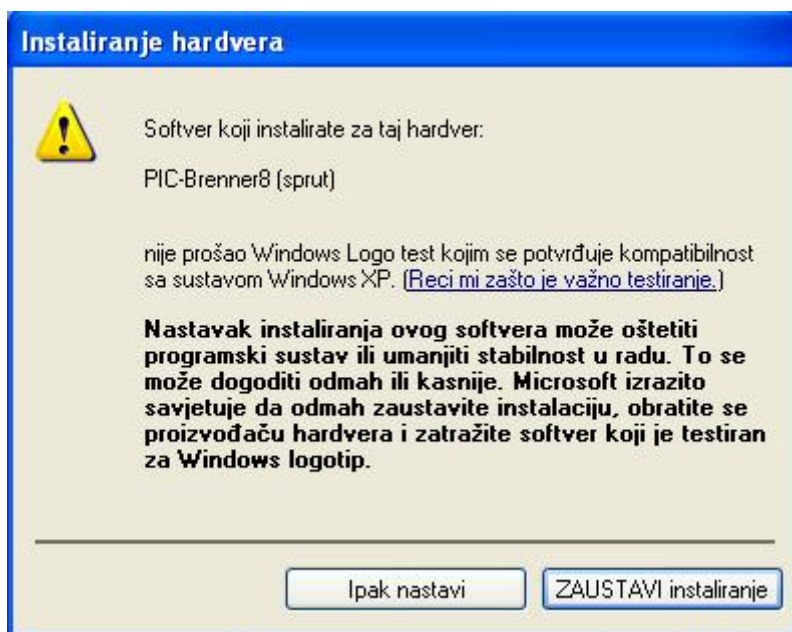 Instaliranje hardvera
Softver koji instalirate za taj hardver:
PIC-Brenner8 (sprut)
nije prošao Windows Logo test kojim se potvrđuje kompatibilnost
sa sustavom Windows XP. (Reci mi zašto je važno testiranje.)
Nastavak instaliranja ovog softvera može oštetiti
programski sustav ili umanjiti stabilnost u radu. To se
može dogoditi odmah ili kasnije. Microsoft izrazito
savjetuje da odmah zaustavite instalaciju, obratite se
proizvođaču hardvera i zatražite softver koji je testiran
za Windows logotip.
Ipak nastavi
ZAUSTAVI instaliranje